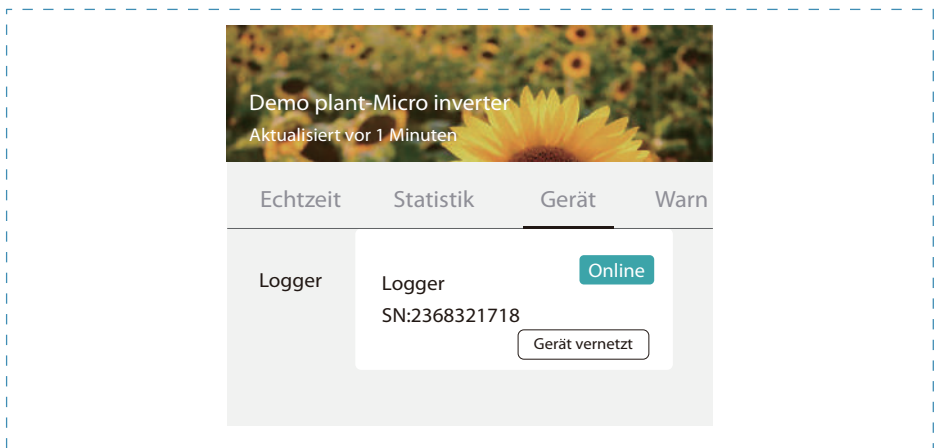 Demo plant-Micro inverter
Aktualisiert vor 1 Minuten
Echtzeit Statistik Gerät Warn
Logger
Logger
Online
SN:2368321718
Gerät vernetzt